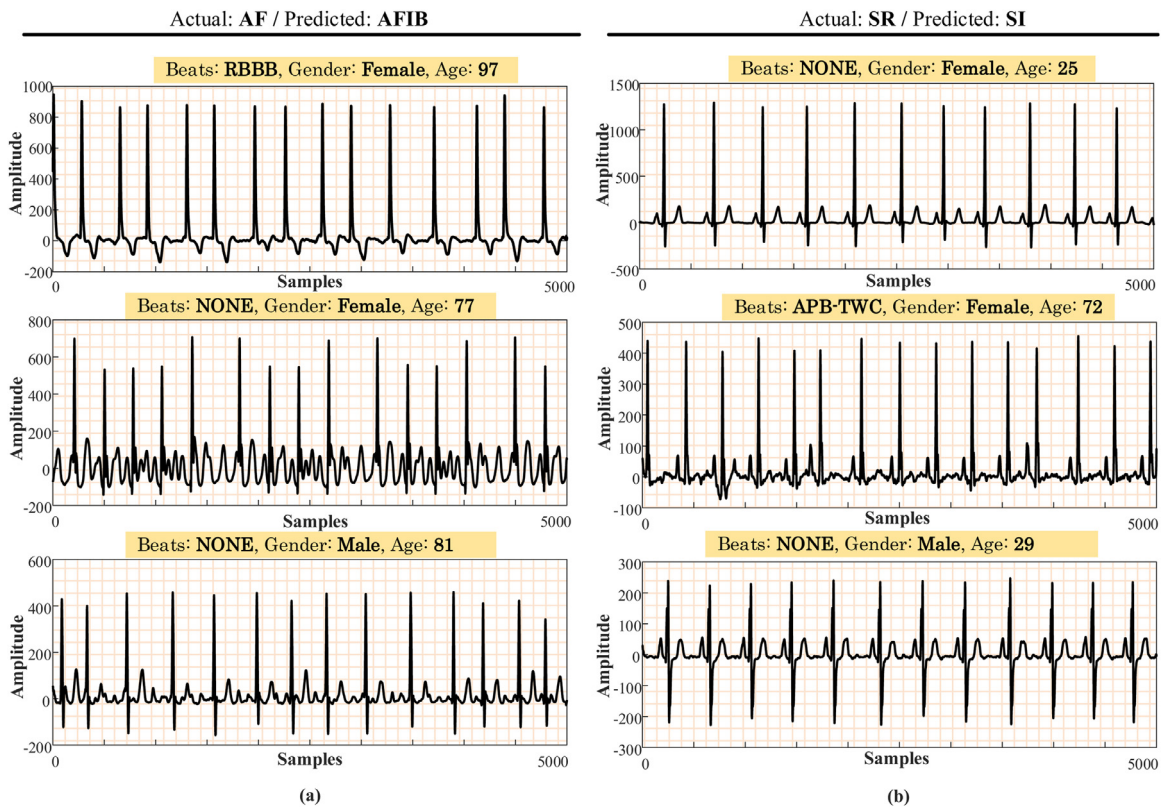 Actual: AF / Predicted: AFIB
Beats: RBBB, Gender: Female, Age: 97
1000
800
600
400
200
0
-200
Amplitude
0
Samples
5000
Beats: NONE, Gender: Female, Age: 77
800
600
400
200
0
-200
Amplitude
0
Samples
5000
Beats: NONE, Gender: Male, Age: 81
600
400
200
0
-200
Amplitude
0
Samples
5000
(a)
Actual: SR / Predicted: SI
Beats: NONE, Gender: Female, Age: 25
1500
1000
500
0
-500
Amplitude
0
Samples
5000
Beats: APB-TWC, Gender: Female, Age: 72
500
400
300
200
100
0
-100
Amplitude
0
Samples
5000
Beats: NONE, Gender: Male, Age: 29
300
200
100
0
-100
-200
-300
Amplitude
0
Samples
5000
(b)